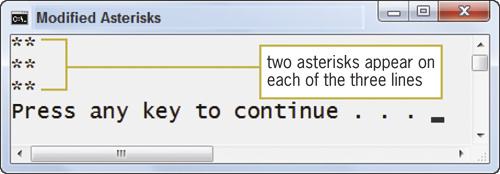 C:\.
Modified Asterisks
**
**
**
two asterisks appear on
each of the three lines
Press any key to continue . . . _